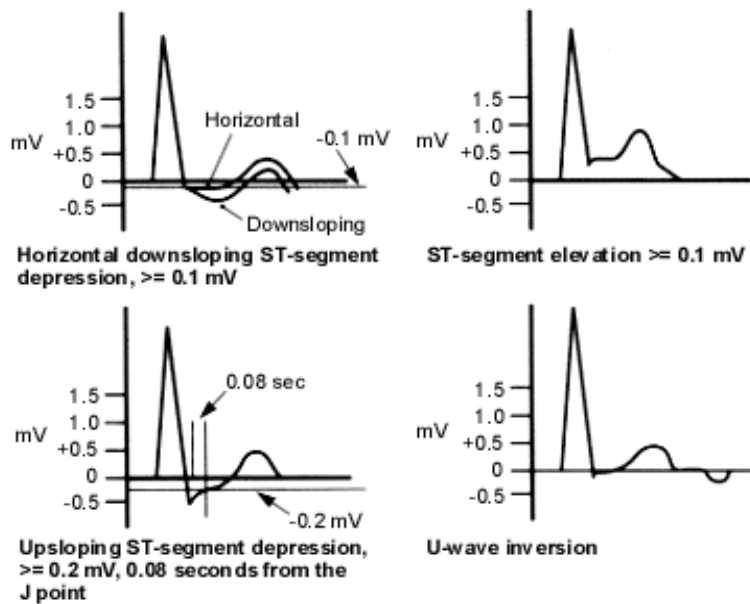 1.5
1.0
mV
+0.5
0
-0.5
Horizontal
-0.1 mV
Downsloping
Horizontal downsloping ST-segment
depression, >= 0.1 mV
1.5
1.0
mV
+0.5
0
-0.5
ST-segment elevation >= 0.1 mV
1.5
1.0
mV
+0.5
0
-0.5
0.08 sec
-0.2 mV
Upsloping ST-segment depression,
>= 0.2 mV, 0.08 seconds from the
J point
1.5
1.0
mV
+0.5
0
-0.5
U-wave inversion